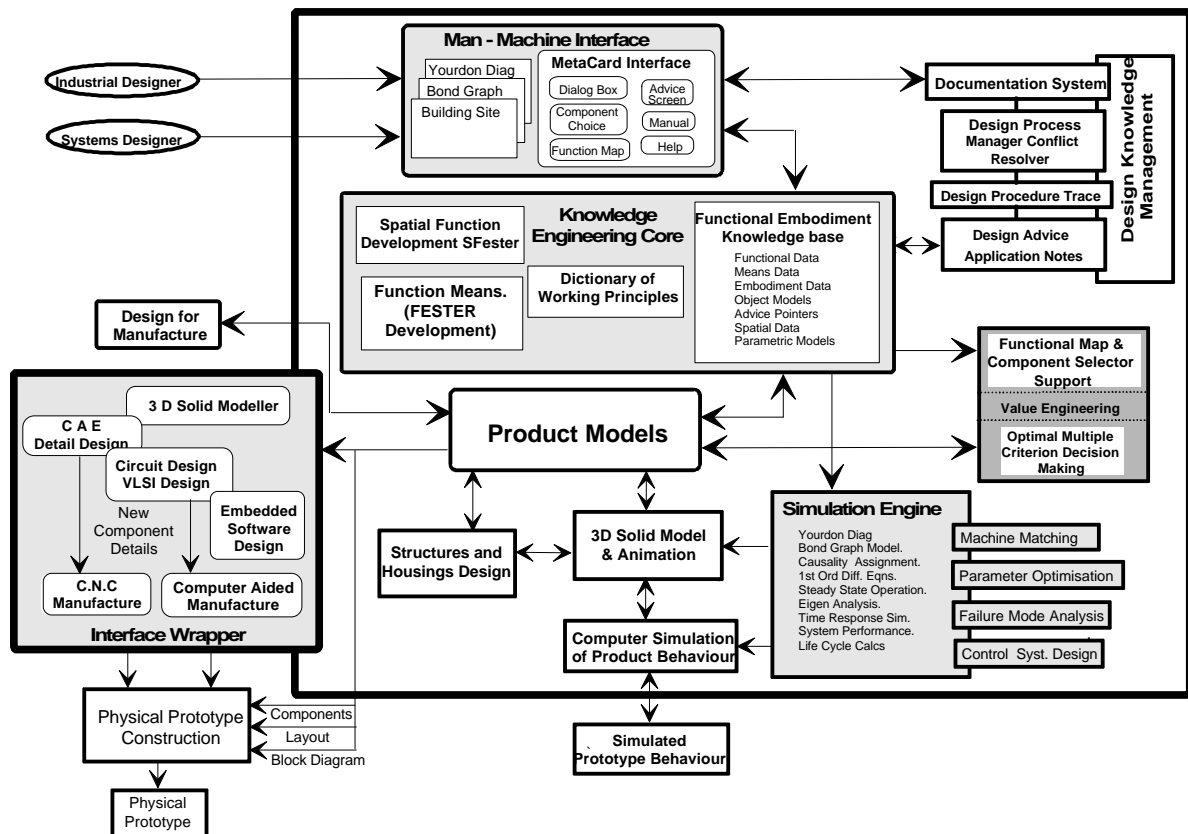 Man - Machine Interface
Industrial Designer
Systems Designer
Yourdon Diag
Bond Graph
Building Site
MetaCard Interface
Dialog Box
Component
Choice
Function Map
Advice
Screen
Manual
Help
Documentation System
Design Process
Manager Conflict
Resolver
Design Procedure Trace
Design Advice
Application Notes
Design Knowledge
Management
Spatial Function
Development SFester
Knowledge
Engineering Core
Function Means.
(FESTER
Development)
Dictionary of
Working Principles
Functional Embodiment
Knowledge base
Functional Data
Means Data
Embodiment Data
Object Models
Advice Pointers
Spatial Data
Parametric Models
Design for
Manufacture
Functional Map &
Component Selector
Support
Value Engineering
Optimal Multiple
Criterion Decision
Making
Product Models
3 D Solid Modeller
C A E
Detail Design
Circuit Design
VLSI Design
New
Component
Details
Embedded
Software
Design
C.N.C
Manufacture
Computer Aided
Manufacture
Interface Wrapper
Structures and
Housings Design
3D Solid Model
& Animation
Computer Simulation
of Product Behaviour
Simulated
Prototype Behaviour
Simulation Engine
Yourdon Diag
Bond Graph Model.
Causality Assignment.
1st Ord Diff. Eqns.
Steady State Operation.
Eigen Analysis.
Time Response Sim.
System Performance.
Life Cycle Calcs
Machine Matching
Parameter Optimisation
Failure Mode Analysis
Control Syst. Design
Physical Prototype
Construction
Components
Layout
Block Diagram
Physical
Prototype